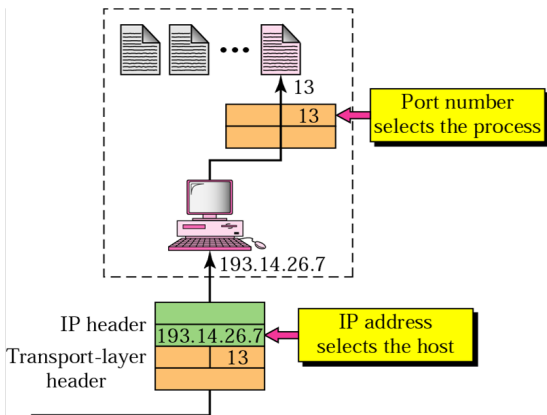 13
13
Port number
selects the process
193.14.26.7
IP header
193.14.26.7
Transport-layer
header
13
IP address
selects the host